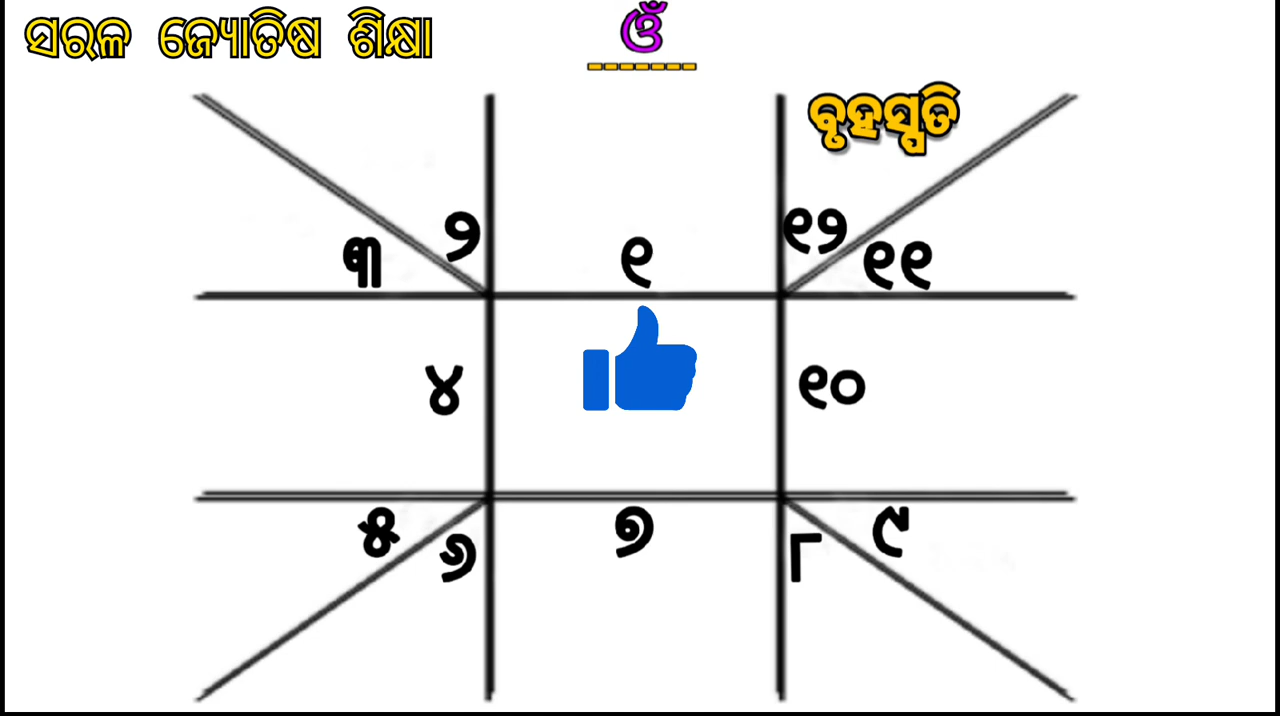 ସରଳ ଜ୍ୟୋତିଷ ଶିକ୍ଷା
ଓଁ
ବୃହସ୍ପତି
୩ ୨ ୧ ୧୨ ୧୧
୪ ୧୦
୫ ୬ ୭ ୮ ୯